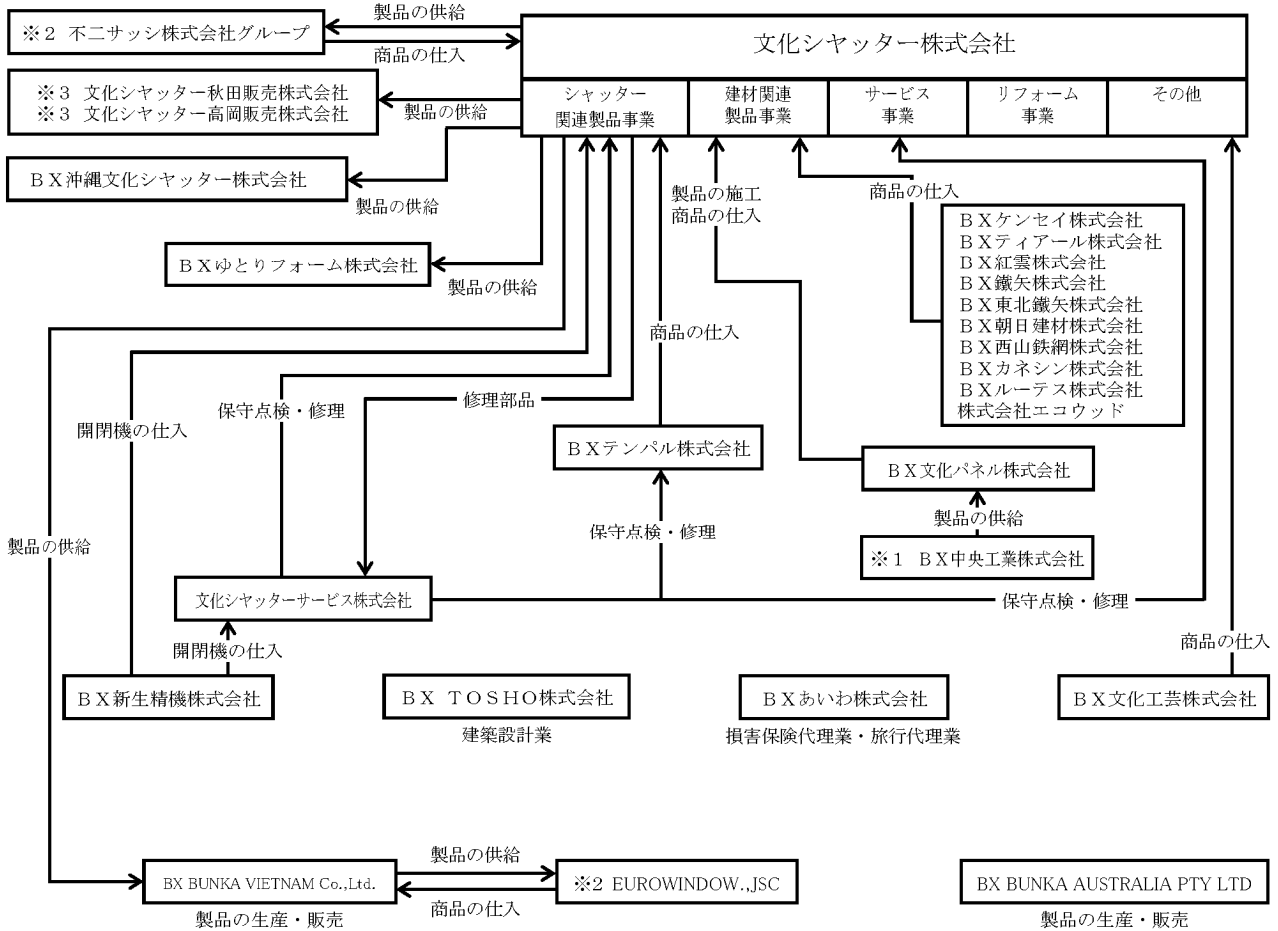 製品の供給
※２ 不二サッシ株式会社グループ
商品の仕入
文化シヤッター株式会社
※３ 文化シヤッター秋田販売株式会社
※３ 文化シヤッター高岡販売株式会社
製品の供給
シャッター
関連製品事業
建材関連
製品事業
サービス
事業
リフォーム
事業
その他
ＢＸ沖縄文化シヤッター株式会社
製品の供給
製品の施工
商品の仕入
商品の仕入
ＢＸゆとりフォーム株式会社
製品の供給
ＢＸケンセイ株式会社
ＢＸティアール株式会社
ＢＸ紅雲株式会社
ＢＸ鐵矢株式会社
ＢＸ東北鐵矢株式会社
ＢＸ朝日建材株式会社
ＢＸ西山鉄網株式会社
ＢＸカネシン株式会社
ＢＸルーテス株式会社
株式会社エコウッド
商品の仕入
保守点検・修理
修理部品
開閉機の仕入
ＢＸテンパル株式会社
ＢＸ文化パネル株式会社
製品の供給
保守点検・修理
製品の供給
※１ ＢＸ中央工業株式会社
文化シヤッターサービス株式会社
保守点検・修理
開閉機の仕入
商品の仕入
ＢＸ新生精機株式会社
ＢＸ ＴＯＳＨＯ株式会社
建築設計業
ＢＸあいわ株式会社
損害保険代理業・旅行代理業
ＢＸ文化工芸株式会社
BX BUNKA VIETNAM Co.,Ltd.
製品の生産・販売
製品の供給
商品の仕入
※2 EUROWINDOW.,JSC
BX BUNKA AUSTRALIA PTY LTD
製品の生産・販売